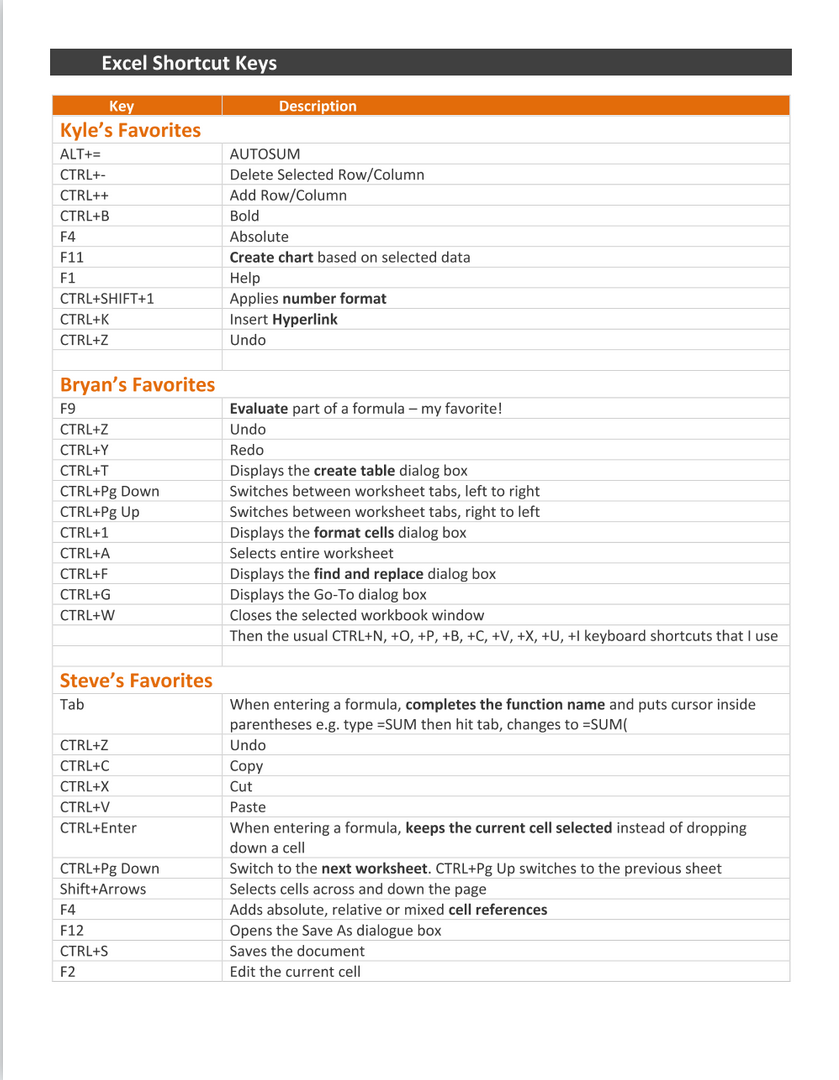 Excel Shortcut Keys
Key Description
Kyle’s Favorites
ALT+= AUTOSUM
CTRL+- Delete Selected Row/Column
CTRL++ Add Row/Column
CTRL+B Bold
F4 Absolute
F11 Create chart based on selected data
F1 Help
CTRL+SHIFT+1 Applies number format
CTRL+K Insert Hyperlink
CTRL+Z Undo
Bryan’s Favorites
F9 Evaluate part of a formula – my favorite!
CTRL+Z Undo
CTRL+Y Redo
CTRL+T Displays the create table dialog box
CTRL+Pg Down Switches between worksheet tabs, left to right
CTRL+Pg Up Switches between worksheet tabs, right to left
CTRL+1 Displays the format cells dialog box
CTRL+A Selects entire worksheet
CTRL+F Displays the find and replace dialog box
CTRL+G Displays the Go-To dialog box
CTRL+W Closes the selected workbook window
Then the usual CTRL+N, +O, +P, +B, +C, +V, +X, +U, +I keyboard shortcuts that I use
Steve’s Favorites
Tab When entering a formula, completes the function name and puts cursor inside
parentheses e.g. type =SUM then hit tab, changes to =SUM(
CTRL+Z Undo
CTRL+C Copy
CTRL+X Cut
CTRL+V Paste
CTRL+Enter When entering a formula, keeps the current cell selected instead of dropping
down a cell
CTRL+Pg Down Switch to the next worksheet. CTRL+Pg Up switches to the previous sheet
Shift+Arrows Selects cells across and down the page
F4 Adds absolute, relative or mixed cell references
F12 Opens the Save As dialogue box
CTRL+S Saves the document
F2 Edit the current cell